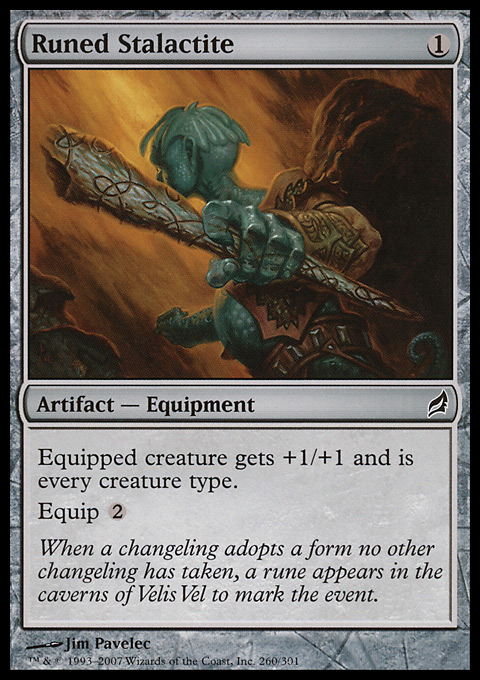 Runed Stalactite 1
Artifact — Equipment
Equipped creature gets +1/+1 and is
every creature type.
Equip 2
When a changeling adopts a form no other
changeling has taken, a rune appears in the
caverns of Velis Vel to mark the event.
Jim Pavelec
™ & © 1993–2007 Wizards of the Coast, Inc. 260/301